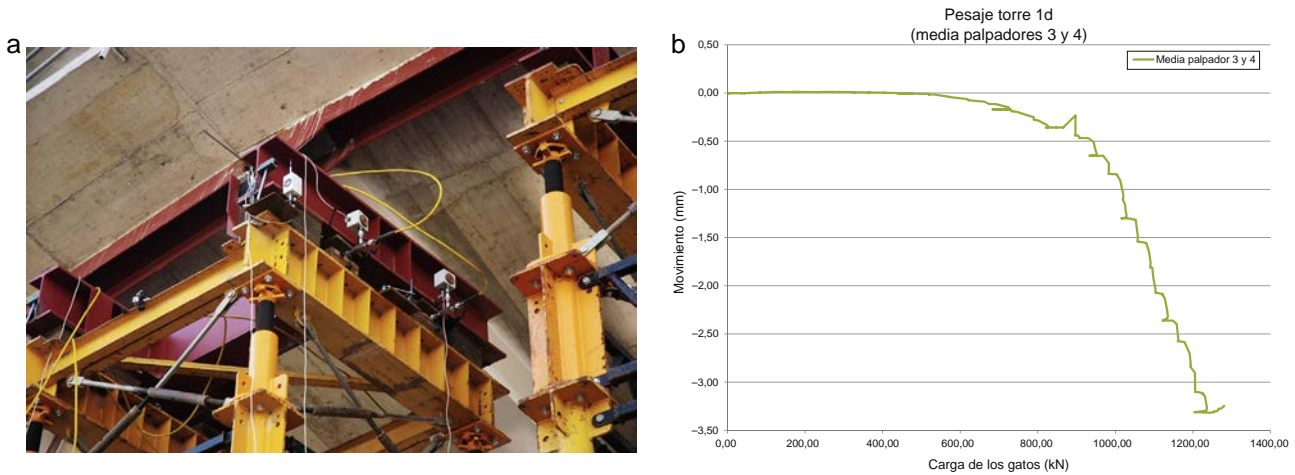 a
b
Pesaje torre 1d
(media palpadores 3 y 4)
Media palpador 3 y 4
Movimiento (mm)
0,50
0,00
–0,50
–1,00
–1,50
–2,00
–2,50
–3,00
–3,50
0,00 200,00 400,00 600,00 800,00 1000,00 1200,00 1400,00
Carga de los gatos (kN)